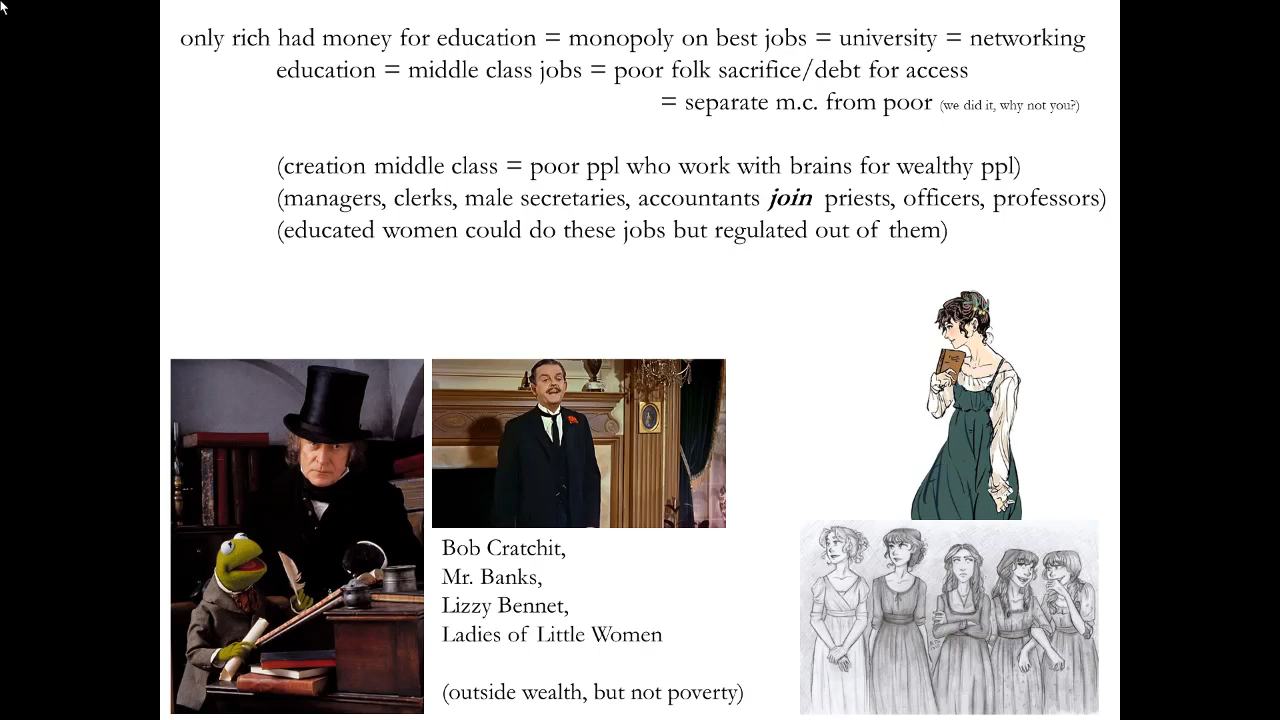 only rich had money for education = monopoly on best jobs = university = networking
education = middle class jobs = poor folk sacrifice/debt for access
= separate m.c. from poor (we did it, why not you?)
(creation middle class = poor ppl who work with brains for wealthy ppl)
(managers, clerks, male secretaries, accountants join priests, officers, professors)
(educated women could do these jobs but regulated out of them)
Bob Cratchit,
Mr. Banks,
Lizzy Bennet,
Ladies of Little Women
(outside wealth, but not poverty)